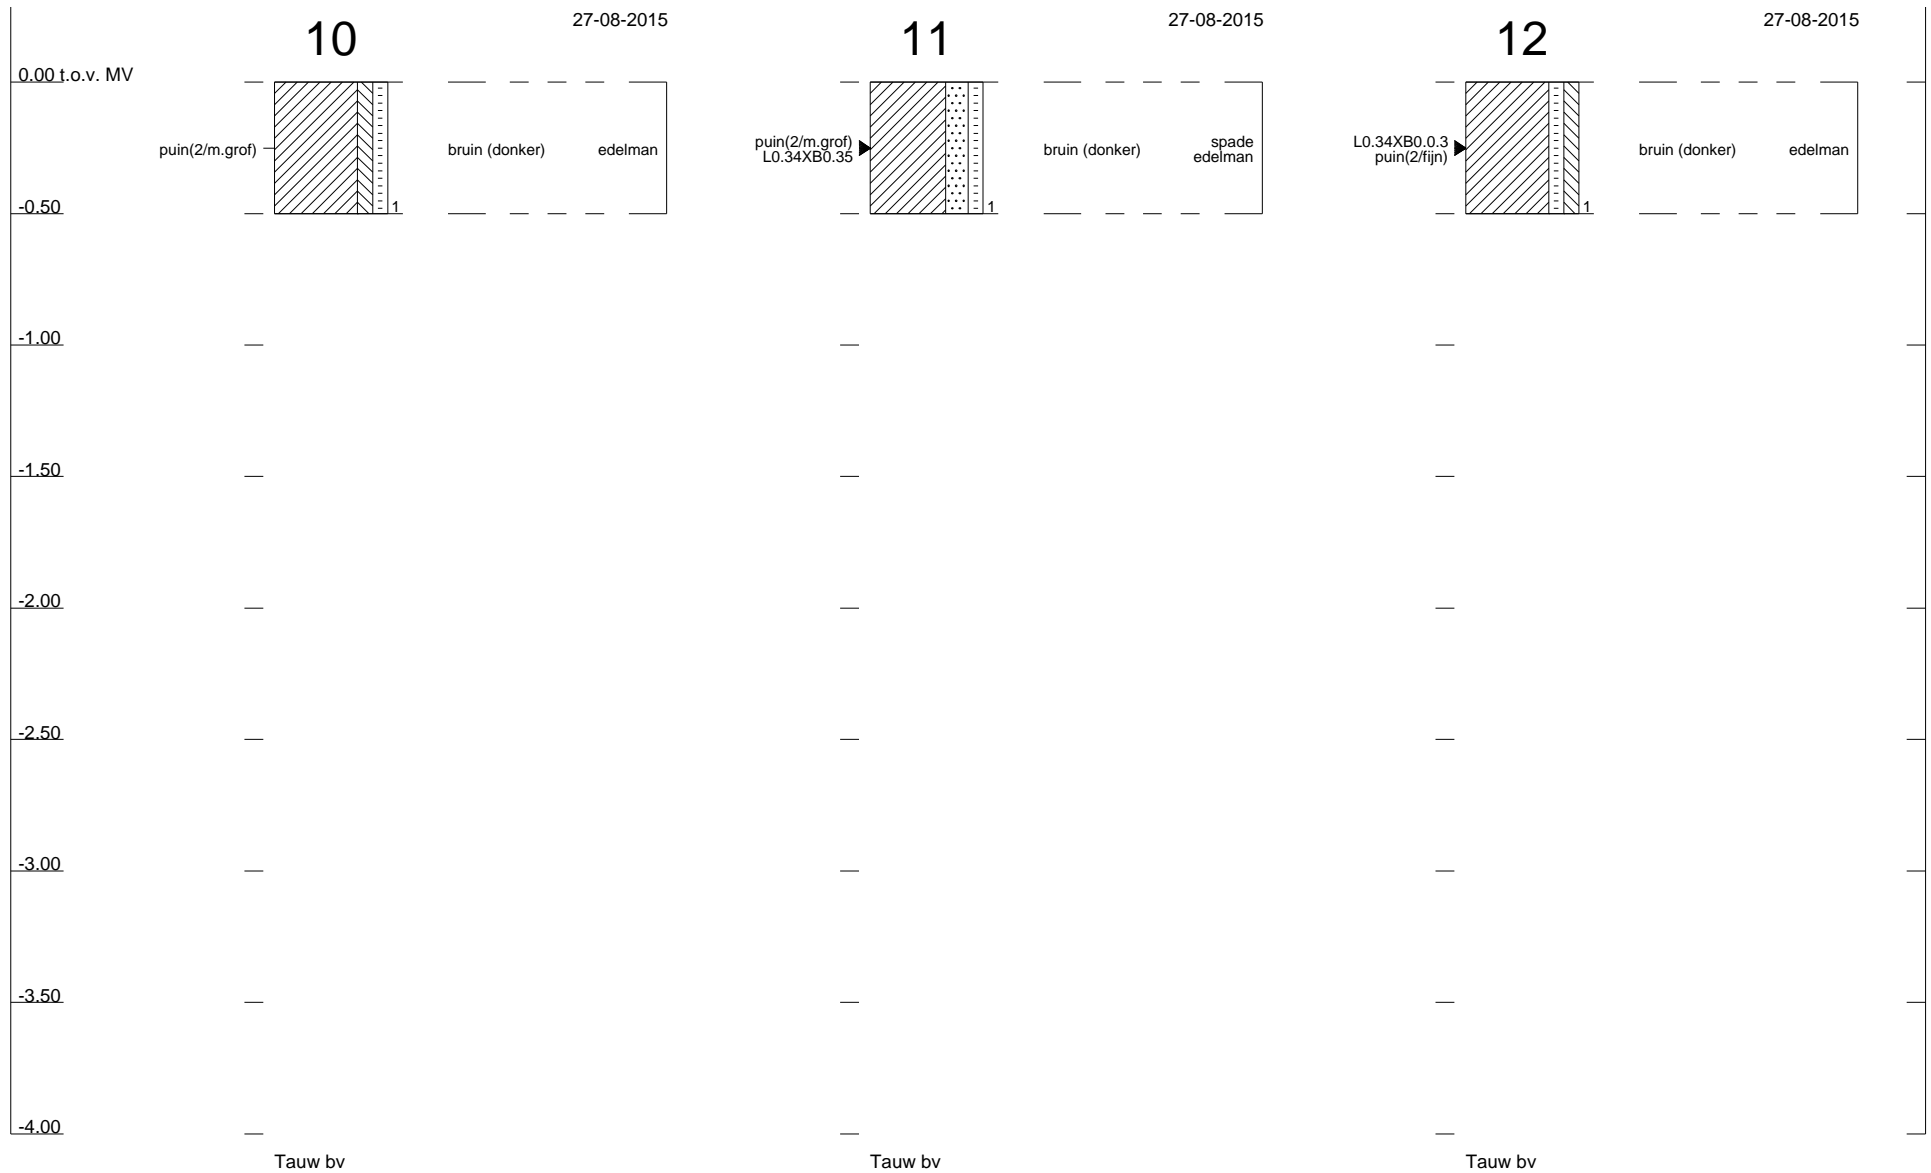 10
27-08-2015
11
27-08-2015
12
27-08-2015
0.00 t.o.v. MV
puin(2/m.grof)
bruin (donker)
edelman
1
puin(2/m.grof)
L0.34XB0.35
bruin (donker)
spade
edelman
1
L0.34XB0.0.3
puin(2/fijn)
bruin (donker)
edelman
1
-0.50
-1.00
-1.50
-2.00
-2.50
-3.00
-3.50
-4.00
Tauw bv
Tauw bv
Tauw bv